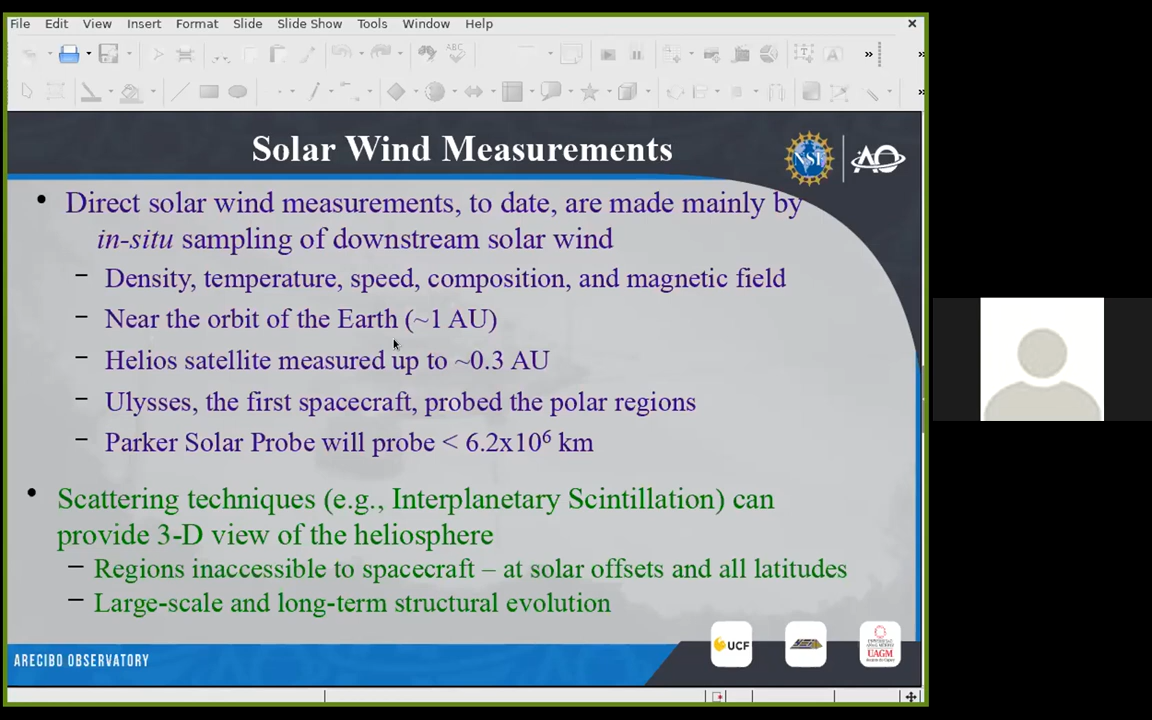 File Edit View Insert Format Slide Slide Show Tools Window Help
ABC
Solar Wind Measurements
NSF
AO
• Direct solar wind measurements, to date, are made mainly by
in-situ sampling of downstream solar wind
– Density, temperature, speed, composition, and magnetic field
– Near the orbit of the Earth (~1 AU)
– Helios satellite measured up to ~0.3 AU
– Ulysses, the first spacecraft, probed the polar regions
– Parker Solar Probe will probe < 6.2x10⁶ km
• Scattering techniques (e.g., Interplanetary Scintillation) can
provide 3-D view of the heliosphere
– Regions inaccessible to spacecraft – at solar offsets and all latitudes
– Large-scale and long-term structural evolution
ARECIBO OBSERVATORY
UCF
UAGM